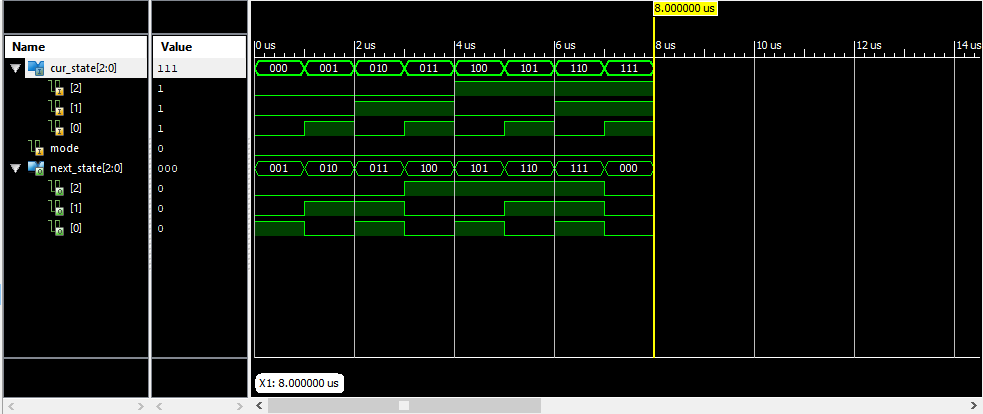 8.000000 us
Name Value
0 us 2 us 4 us 6 us 8 us 10 us 12 us 14 us
cur_state[2:0] 111 000 001 010 011 100 101 110 111
[2] 1
[1] 1
[0] 1
mode 0
next_state[2:0] 000 001 010 011 100 101 110 111 000
[2] 0
[1] 0
[0] 0
X1: 8.000000 us